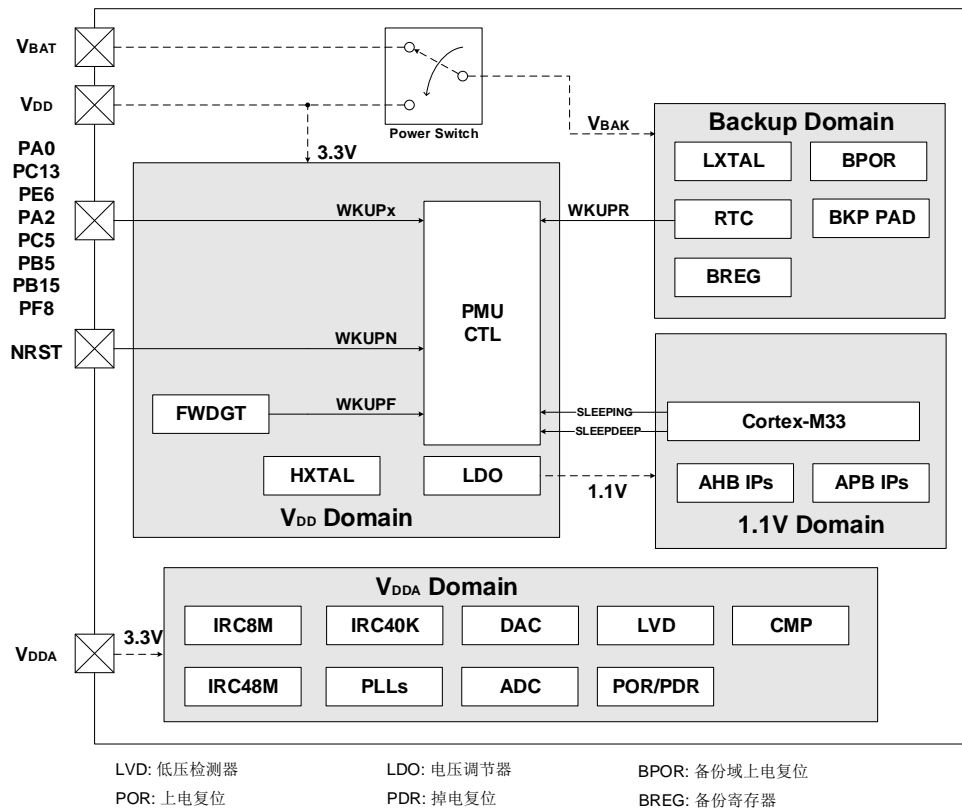 VBAT
VDD
Power Switch
VBAK
3.3V
PA0
PC13
PE6
PA2
PC5
PB5
PB15
PF8
NRST
WKUPx
WKUPN
FWDGT
WKUPF
PMU
CTL
HXTAL
LDO
VDD Domain
WKUPR
Backup Domain
LXTAL
BPOR
RTC
BKP PAD
BREG
SLEEPING
SLEEPDEEP
1.1V
Cortex-M33
AHB IPs
APB IPs
1.1V Domain
VDDA
3.3V
VDDA Domain
IRC8M
IRC40K
DAC
LVD
CMP
IRC48M
PLLs
ADC
POR/PDR
LVD: 低压检测器
LDO: 电压调节器
BPOR: 备份域上电复位
POR: 上电复位
PDR: 掉电复位
BREG: 备份寄存器